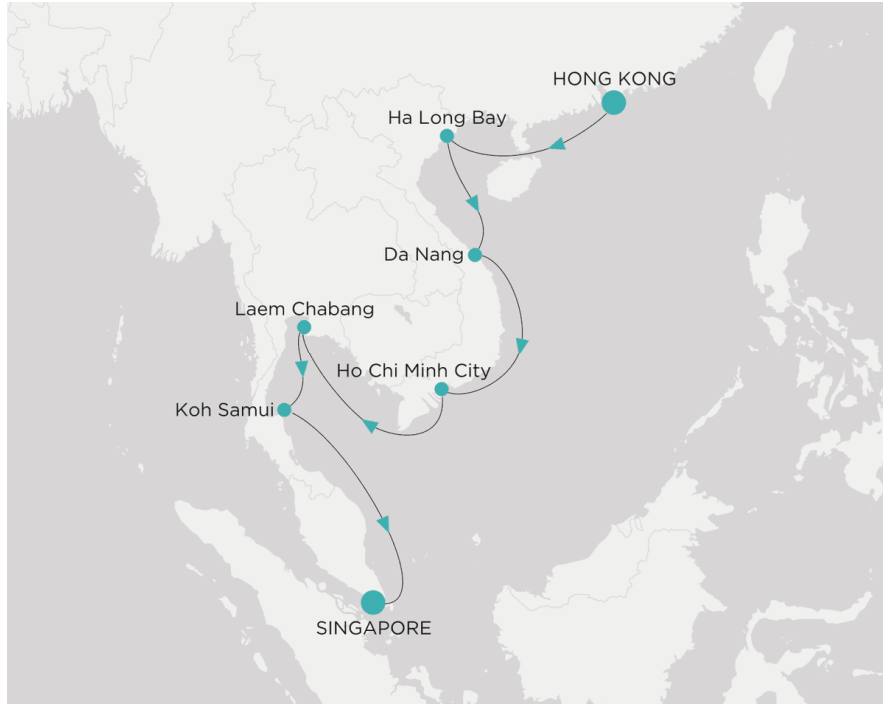 HONG KONG
Ha Long Bay
Da Nang
Laem Chabang
Ho Chi Minh City
Koh Samui
SINGAPORE